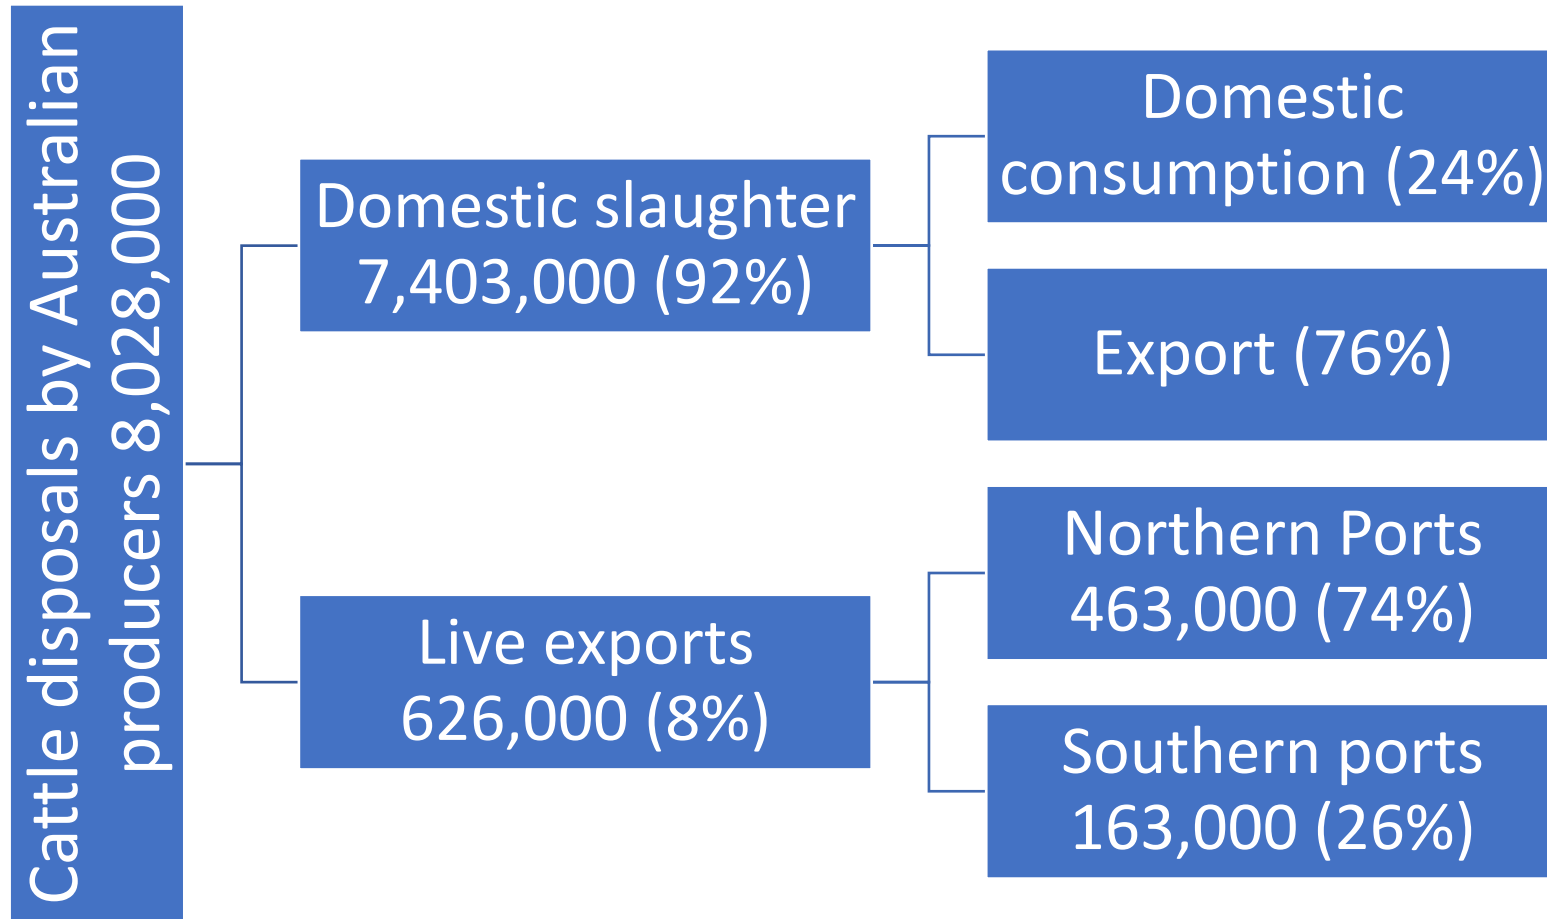 Cattle disposals by Australian
producers 8,028,000
Domestic slaughter
7,403,000 (92%)
Domestic
consumption (24%)
Export (76%)
Live exports
626,000 (8%)
Northern Ports
463,000 (74%)
Southern ports
163,000 (26%)